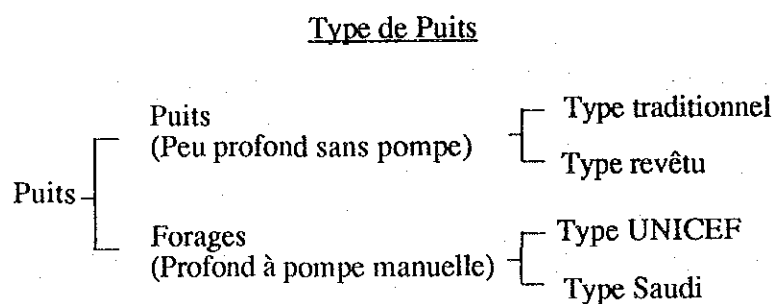 Type de Puits
Puits
Puits
(Peu profond sans pompe)
Type traditionnel
Type revêtu
Forages
(Profond à pompe manuelle)
Type UNICEF
Type Saudi